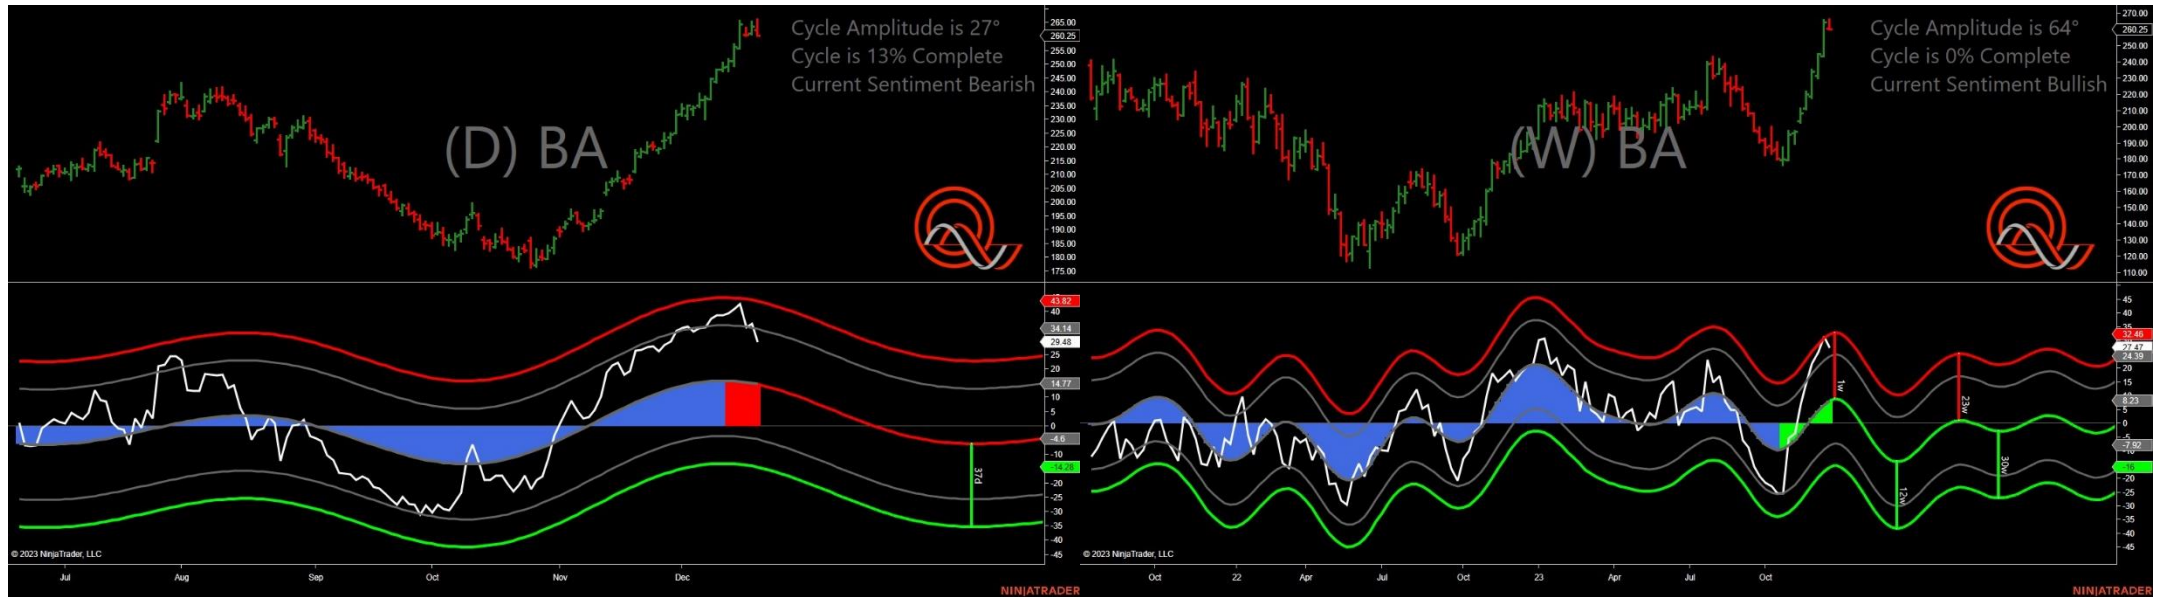 Cycle Amplitude is 27°
Cycle is 13% Complete
Current Sentiment Bearish
(D) BA
265.00
260.25
255.00
250.00
245.00
240.00
235.00
230.00
225.00
220.00
215.00
210.00
205.00
200.00
195.00
190.00
185.00
180.00
175.00
43.82
40
34.14
29.48
25
20
14.77
10
5
0
-4.6
-10
-14.28
-20
-25
-30
-35
-40
-45
37d
© 2023 NinjaTrader, LLC
Jul
Aug
Sep
Oct
Nov
Dec
NINJATRADER
Cycle Amplitude is 64°
Cycle is 0% Complete
Current Sentiment Bullish
(W) BA
270.00
260.25
250.00
240.00
220.00
210.00
200.00
190.00
180.00
170.00
160.00
150.00
140.00
130.00
120.00
110.00
45
40
35
32.46
27.47
24.39
20
15
10
8.23
5
0
-5
-7.92
-10
-16
-20
-25
-30
-35
-40
-45
1w
23w
12w
30w
© 2023 NinjaTrader, LLC
Oct
22
Apr
Jul
Oct
23
Apr
Jul
Oct
NINJATRADER